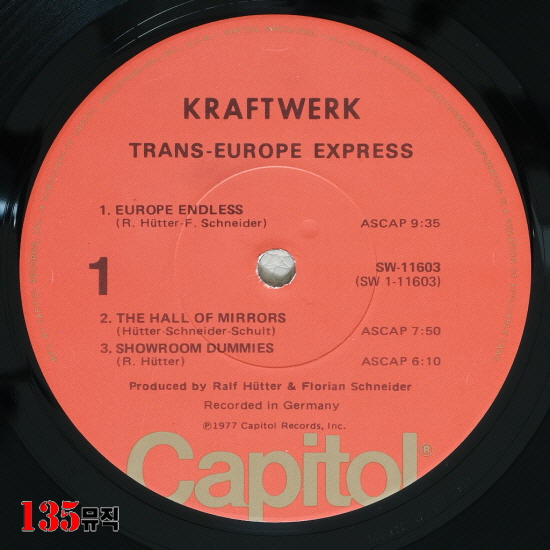 KRAFTWERK
TRANS-EUROPE EXPRESS
1. EUROPE ENDLESS
(R. Hütter-F. Schneider) ASCAP 9:35
1 SW-11603
(SW 1-11603)
2. THE HALL OF MIRRORS
(Hütter-Schneider-Schult) ASCAP 7:50
3. SHOWROOM DUMMIES
(R. Hütter) ASCAP 6:10
Produced by Ralf Hütter & Florian Schneider
Recorded in Germany
℗1977 Capitol Records, Inc.
Capitol®
135뮤직